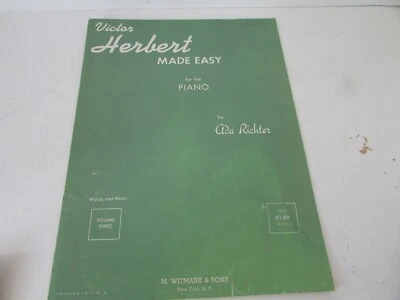 Victor
Herbert
MADE EASY
for the
PIANO
by
Ada Richter
Words and Music
VOLUME
THREE
$1.00
M. WITMARK & SONS
New York, N.Y.